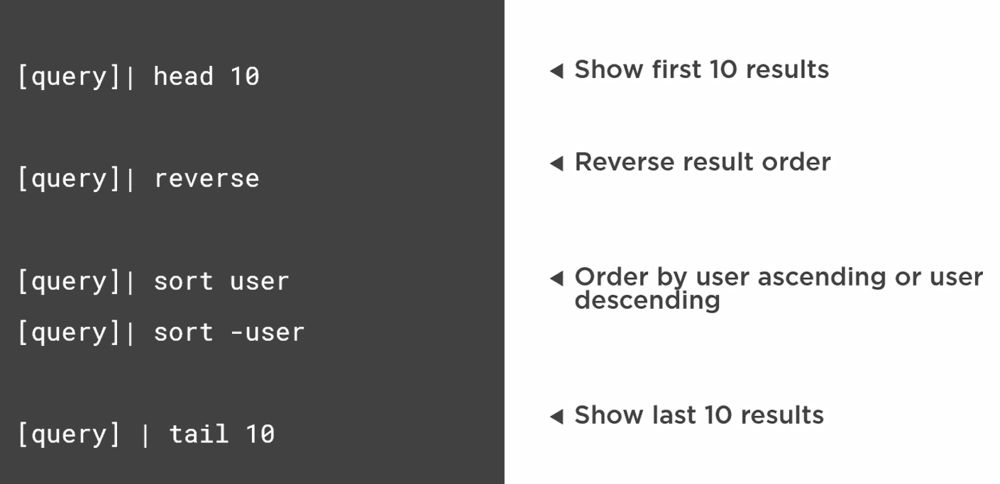 [query]| head 10
◀ Show first 10 results
[query]| reverse
◀ Reverse result order
[query]| sort user
[query]| sort -user
◀ Order by user ascending or user
descending
[query] | tail 10
◀ Show last 10 results